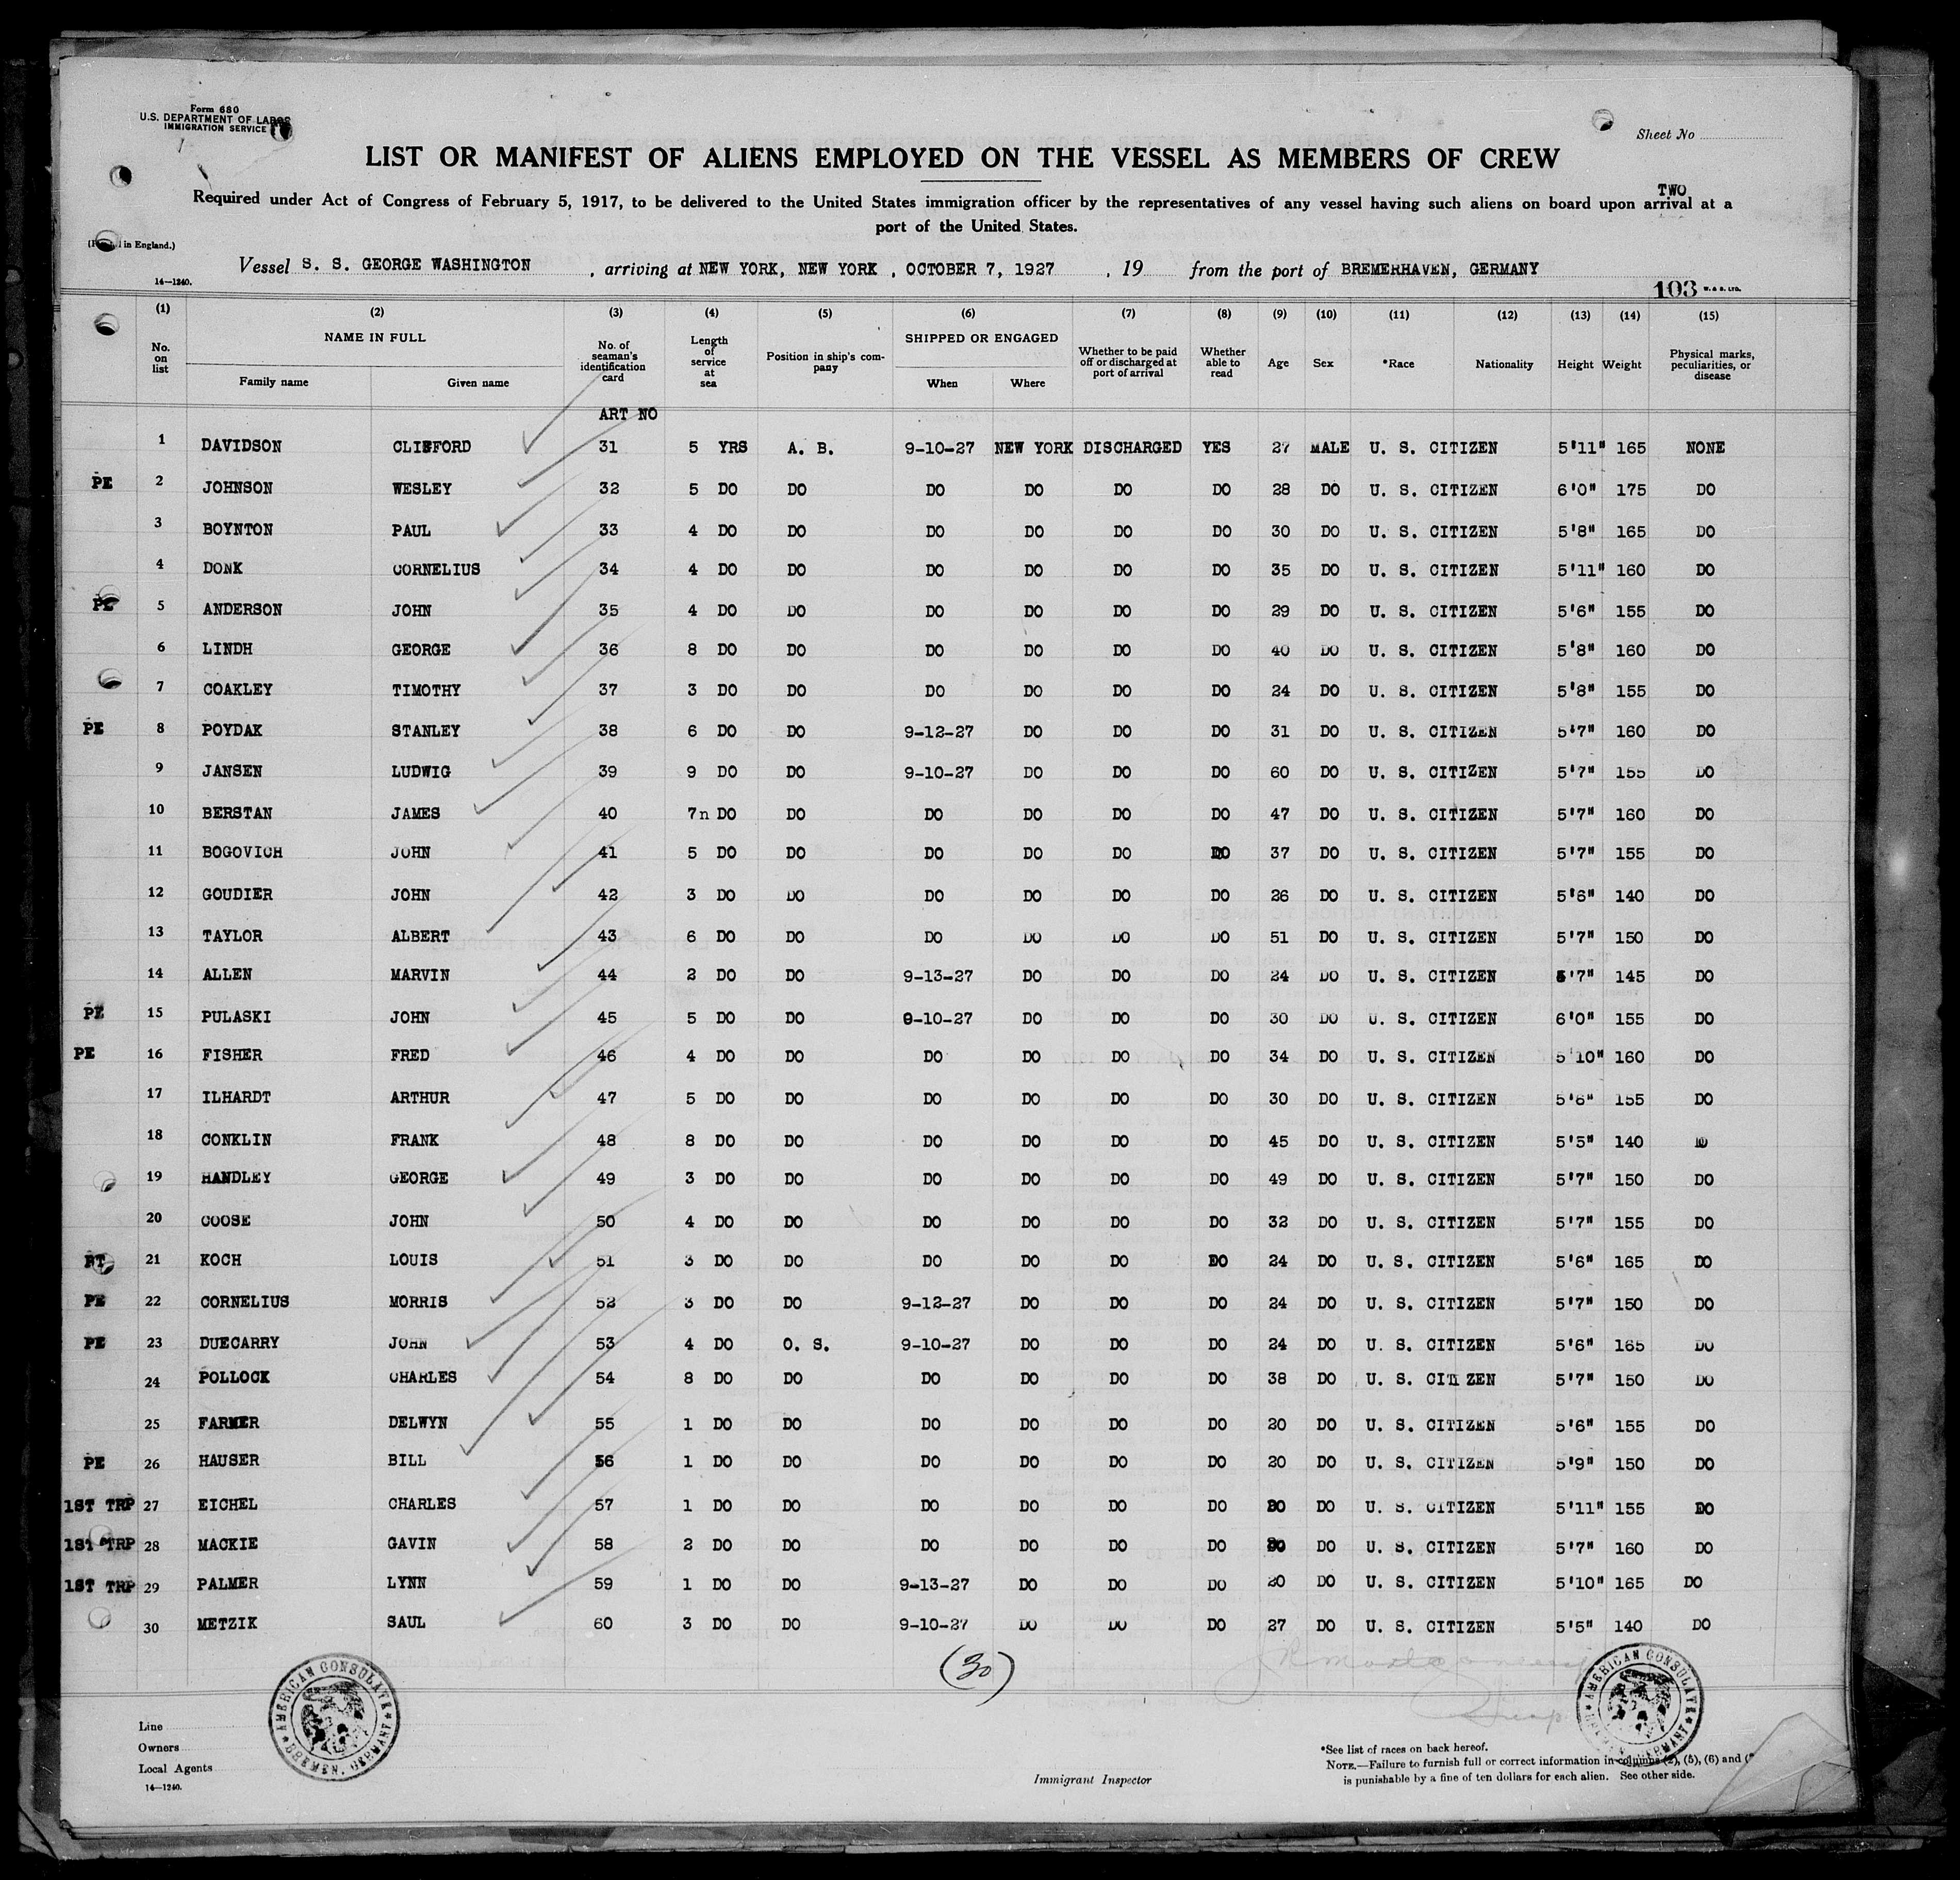 Form 680
U.S. DEPARTMENT OF LABOR
IMMIGRATION SERVICE
Sheet No
TWO
LIST OR MANIFEST OF ALIENS EMPLOYED ON THE VESSEL AS MEMBERS OF CREW
Required under Act of Congress of February 5, 1917, to be delivered to the United States immigration officer by the representatives of any vessel having such aliens on board upon arrival at a
port of the United States.
in England.)
Vessel S. S. GEORGE WASHINGTON , arriving at NEW YORK, NEW YORK , OCTOBER 7, 1927 , 19 from the port of BREMERHAVEN, GERMANY
14—1240.
103 W. & S. LTD.
(1) (2) (3) (4) (5) (6) (7) (8) (9) (10) (11) (12) (13) (14) (15)
No. on list NAME IN FULL Family name Given name No. of seaman's identification card Length of service at sea Position in ship's company SHIPPED OR ENGAGED When Where Whether to be paid off or discharged at port of arrival Whether able to read Age Sex *Race Nationality Height Weight Physical marks, peculiarities, or disease
ART NO
1 DAVIDSON CLIFFORD 31 5 YRS A. B. 9-10-27 NEW YORK DISCHARGED YES 27 MALE U. S. CITIZEN 5'11" 165 NONE
PE 2 JOHNSON WESLEY 32 5 DO DO DO DO DO DO 28 DO U. S. CITIZEN 6'0" 175 DO
3 BOYNTON PAUL 33 4 DO DO DO DO DO DO 30 DO U. S. CITIZEN 5'8" 165 DO
4 DONK CORNELIUS 34 4 DO DO DO DO DO DO 35 DO U. S. CITIZEN 5'11" 160 DO
PE 5 ANDERSON JOHN 35 4 DO DO DO DO DO DO 29 DO U. S. CITIZEN 5'6" 155 DO
6 LINDH GEORGE 36 8 DO DO DO DO DO DO 40 DO U. S. CITIZEN 5'8" 160 DO
7 COAKLEY TIMOTHY 37 3 DO DO DO DO DO DO 24 DO U. S. CITIZEN 5'8" 155 DO
PE 8 POYDAK STANLEY 38 6 DO DO 9-12-27 DO DO DO 31 DO U. S. CITIZEN 5'7" 160 DO
9 JANSEN LUDWIG 39 9 DO DO 9-10-27 DO DO DO 60 DO U. S. CITIZEN 5'7" 155 DO
10 BERSTAN JAMES 40 7n DO DO DO DO DO DO 47 DO U. S. CITIZEN 5'7" 160 DO
11 BOGOVICH JOHN 41 5 DO DO DO DO DO DO 37 DO U. S. CITIZEN 5'7" 155 DO
12 GOUDIER JOHN 42 3 DO DO DO DO DO DO 26 DO U. S. CITIZEN 5'6" 140 DO
13 TAYLOR ALBERT 43 6 DO DO DO DO DO DO 51 DO U. S. CITIZEN 5'7" 150 DO
14 ALLEN MARVIN 44 2 DO DO 9-13-27 DO DO DO 24 DO U. S. CITIZEN 5'7" 145 DO
PE 15 PULASKI JOHN 45 5 DO DO 9-10-27 DO DO DO 30 DO U. S. CITIZEN 6'0" 155 DO
PE 16 FISHER FRED 46 4 DO DO DO DO DO DO 34 DO U. S. CITIZEN 5'10" 160 DO
17 ILHARDT ARTHUR 47 5 DO DO DO DO DO DO 30 DO U. S. CITIZEN 5'6" 155 DO
18 CONKLIN FRANK 48 8 DO DO DO DO DO DO 45 DO U. S. CITIZEN 5'5" 140 DO
19 HANDLEY GEORGE 49 3 DO DO DO DO DO DO 49 DO U. S. CITIZEN 5'7" 150 DO
20 COOSE JOHN 50 4 DO DO DO DO DO DO 32 DO U. S. CITIZEN 5'7" 155 DO
21 KOCH LOUIS 51 3 DO DO DO DO DO DO 24 DO U. S. CITIZEN 5'6" 165 DO
PE 22 CORNELIUS MORRIS 52 3 DO DO 9-12-27 DO DO DO 24 DO U. S. CITIZEN 5'7" 150 DO
PE 23 DUECARRY JOHN 53 4 DO O. S. 9-10-27 DO DO DO 24 DO U. S. CITIZEN 5'6" 165 DO
24 POLLOCK CHARLES 54 8 DO DO DO DO DO DO 38 DO U. S. CITIZEN 5'7" 150 DO
25 FARMER DELWYN 55 1 DO DO DO DO DO DO 20 DO U. S. CITIZEN 5'6" 155 DO
PE 26 HAUSER BILL 56 1 DO DO DO DO DO DO 20 DO U. S. CITIZEN 5'9" 150 DO
1ST TRP 27 EICHEL CHARLES 57 1 DO DO DO DO DO DO 20 DO U. S. CITIZEN 5'11" 155 DO
1ST TRP 28 MACKIE GAVIN 58 2 DO DO DO DO DO DO DO U. S. CITIZEN 5'7" 160 DO
1ST TRP 29 PALMER LYNN 59 1 DO DO 9-13-27 DO DO DO 20 DO U. S. CITIZEN 5'10" 165 DO
30 METZIK SAUL 60 3 DO DO 9-10-27 DO DO DO 27 DO U. S. CITIZEN 5'5" 140 DO
(30)
AMERICAN CONSULATE BREMEN, GERMANY
AMERICAN CONSULATE BREMEN, GERMANY
Line
Owners
Local Agents
14—1240.
Immigrant Inspector
*See list of races on back hereof.
NOTE.—Failure to furnish full or correct information in columns (2), (5), (6) and (
is punishable by a fine of ten dollars for each alien. See other side.